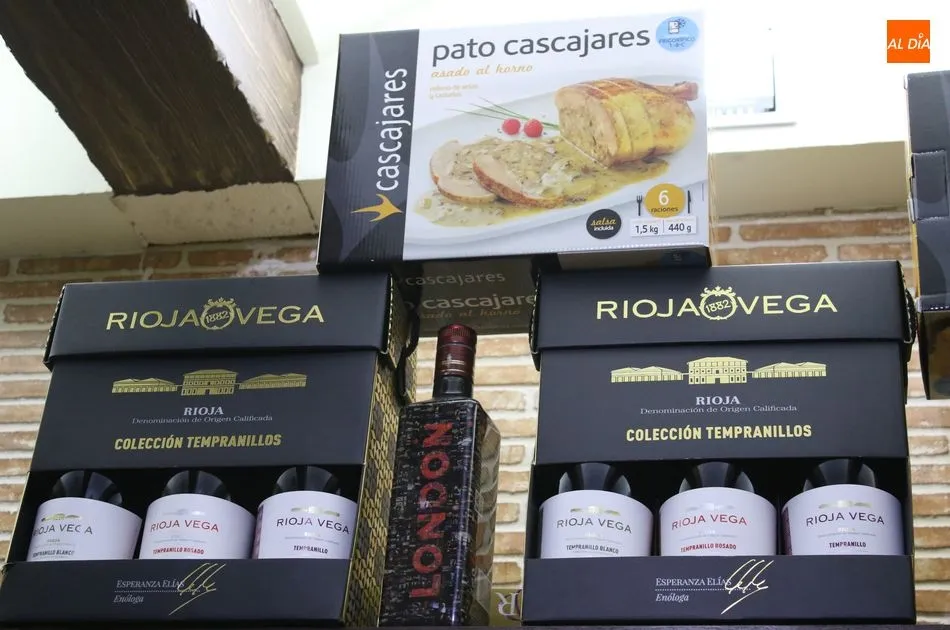 AL DÍA
pato cascajares
asado al horno
FRIGORÍFICO
cascajares
6
raciones
salsa
incluida
1,5 kg
440 g
cascajares
cascajares
asado al horno
RIOJA VEGA
1882
RIOJA
Denominación de Origen Calificada
COLECCIÓN TEMPRANILLOS
RIOJA VEGA
TEMPRANILLO BLANCO
RIOJA VEGA
TEMPRANILLO ROSADO
RIOJA VEGA
TEMPRANILLO
ESPERANZA ELÍAS
Enóloga
LONDON
RIOJA VEGA
1882
RIOJA
Denominación de Origen Calificada
COLECCIÓN TEMPRANILLOS
RIOJA VEGA
TEMPRANILLO BLANCO
RIOJA VEGA
TEMPRANILLO ROSADO
RIOJA VEGA
TEMPRANILLO
ESPERANZA ELÍAS
Enóloga